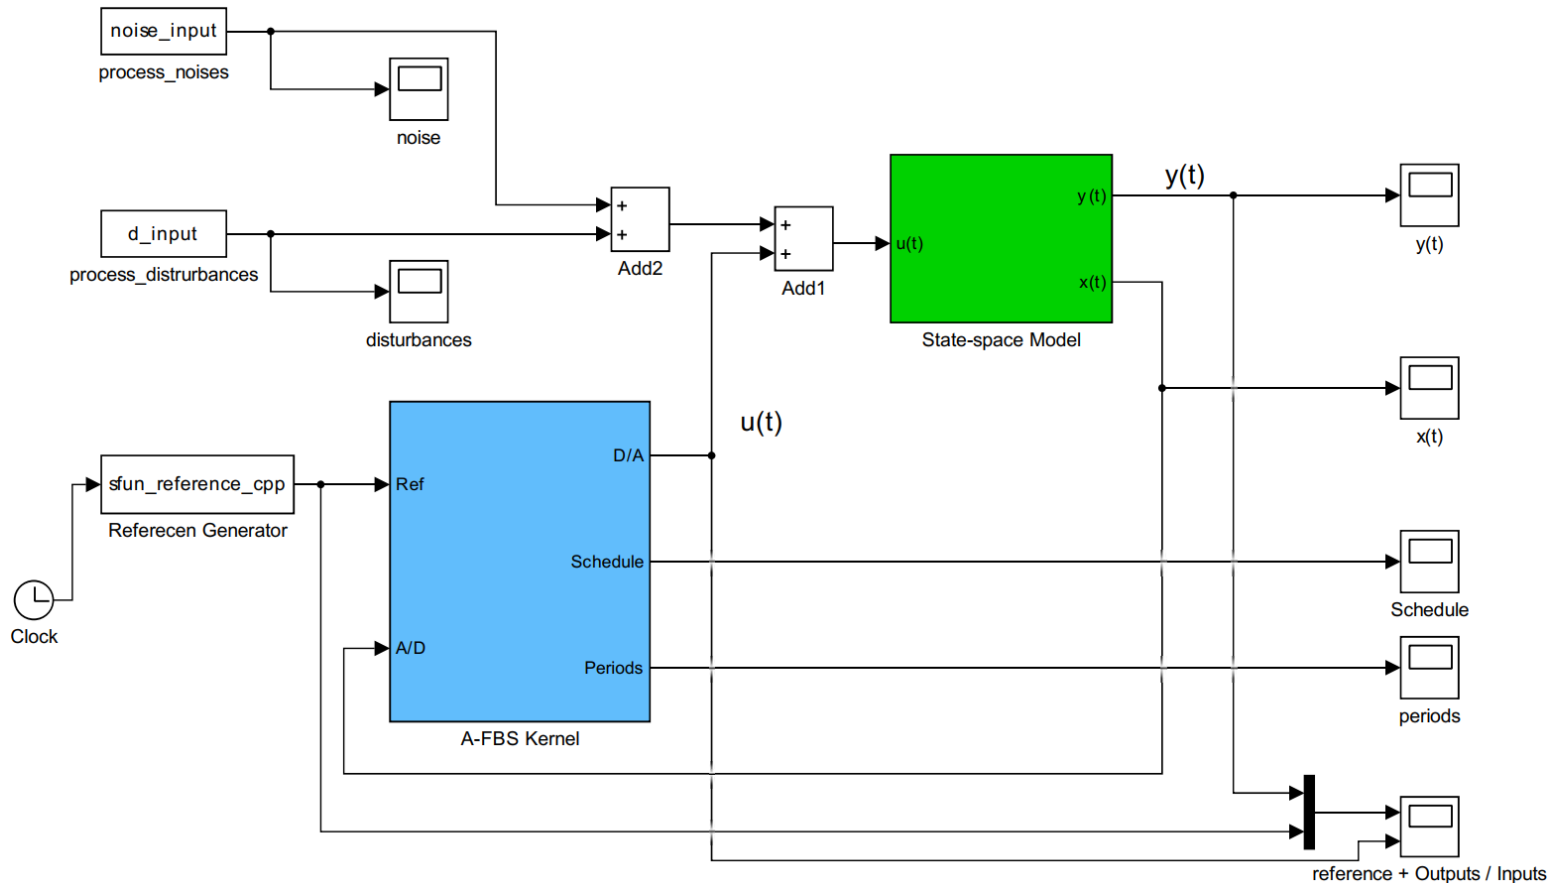 noise_input
process_noises
noise
d_input
process_distrurbances
disturbances
+
+
Add2
+
+
Add1
u(t)
y(t)
x(t)
State-space Model
y(t)
y(t)
x(t)
u(t)
sfun_reference_cpp
Referecen Generator
Clock
Ref
A/D
D/A
Schedule
Periods
A-FBS Kernel
Schedule
periods
reference + Outputs / Inputs